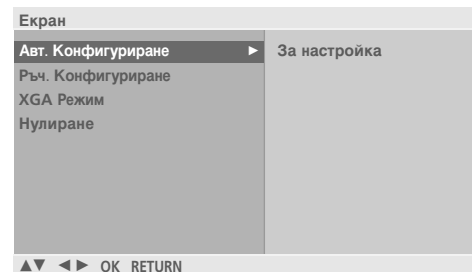 Екран
Авт. Конфигуриране ► За настройка
Ръч. Конфигуриране
XGA Режим
Нулиране
▲▼ ◄► OK RETURN